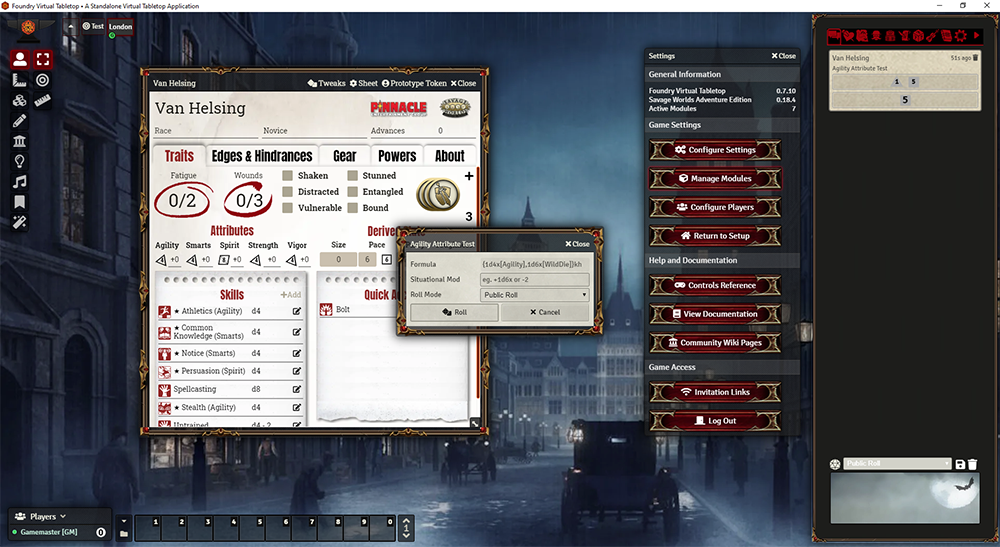 Foundry Virtual Tabletop • A Standalone Virtual Tabletop Application
Test
London
Van Helsing
Tweaks Sheet Prototype Token Close
Van Helsing
PINNACLE
Race
Novice
Advances 0
Traits Edges & Hindrances Gear Powers About
Fatigue
0/2
Wounds
0/3
Shaken Stunned
Distracted Entangled
Vulnerable Bound
3
Attributes
Agility Smarts Spirit Strength Vigor
4 +0 4 +0 8 +0 4 +0 4 +0
Size Pace
0 6 6
Skills
+Add
★ Athletics (Agility) d4
★ Common
Knowledge (Smarts) d4
★ Notice (Smarts) d4
★ Persuasion (Spirit) d4
Spellcasting d8
★ Stealth (Agility) d4
Untrained d4 - 2
Quick A
Bolt
Agility Attribute Test
Close
Formula {1d4x[Agility],1d6x[WildDie]}kh
Situational Mod eg. +1d6x or -2
Roll Mode Public Roll
Roll Cancel
Settings
Close
General Information
Foundry Virtual Tabletop 0.7.10
Savage Worlds Adventure Edition 0.18.4
Active Modules 7
Game Settings
Configure Settings
Manage Modules
Configure Players
Return to Setup
Help and Documentation
Controls Reference
View Documentation
Community Wiki Pages
Game Access
Invitation Links
Log Out
Van Helsing 51s ago
Agility Attribute Test
1 5
5
Public Roll
Players
Gamemaster [GM] 0
1 2 3 4 5 6 7 8 9 0
1